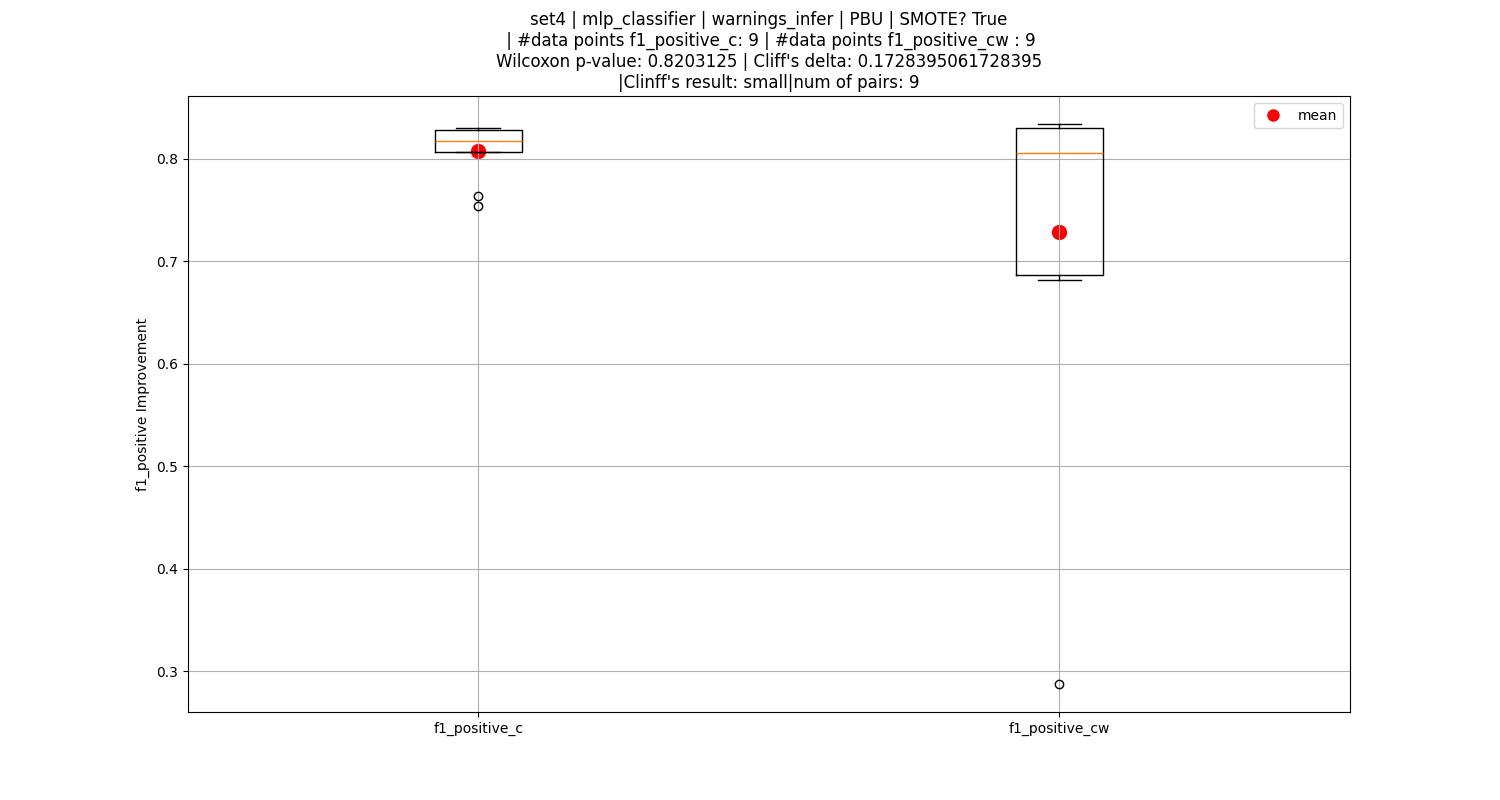 set4 | mlp_classifier | warnings_infer | PBU | SMOTE? True
| #data points f1_positive_c: 9 | #data points f1_positive_cw : 9
Wilcoxon p-value: 0.8203125 | Cliff's delta: 0.1728395061728395
|Clinff's result: small|num of pairs: 9
mean
f1_positive Improvement
0.8
0.7
0.6
0.5
0.4
0.3
f1_positive_c
f1_positive_cw